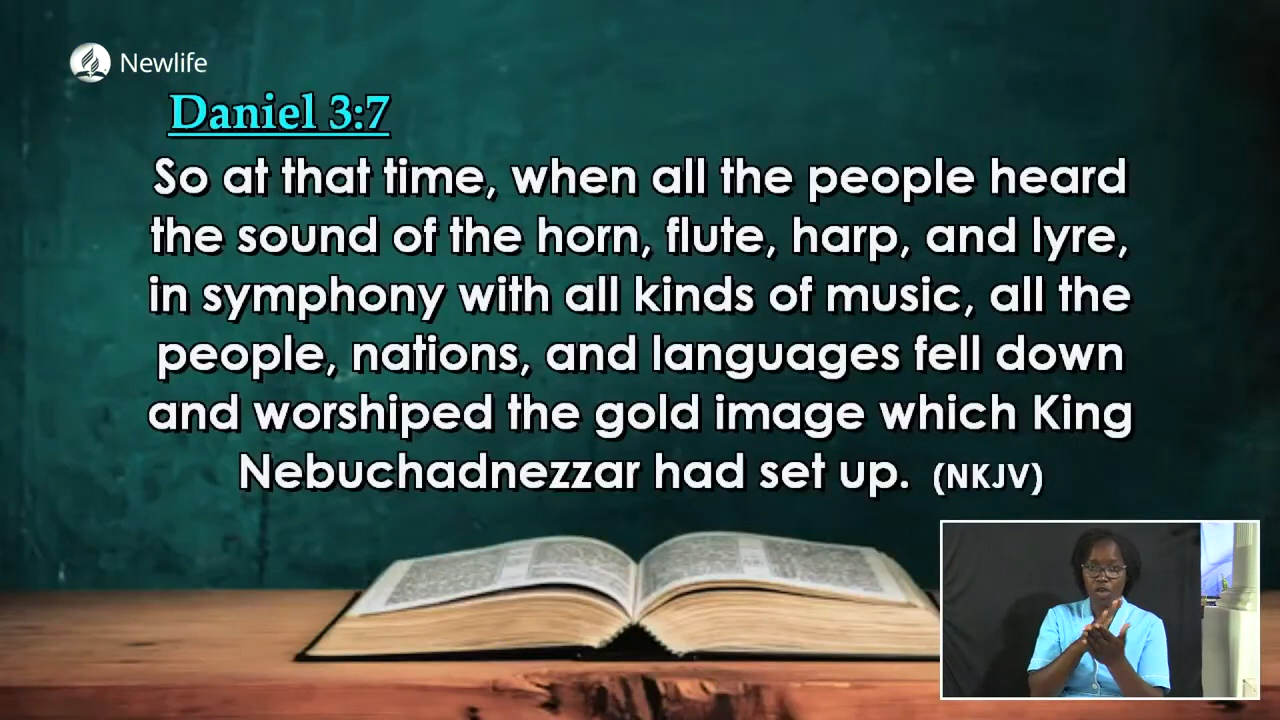 Newlife
Daniel 3:7
So at that time, when all the people heard
the sound of the horn, flute, harp, and lyre,
in symphony with all kinds of music, all the
people, nations, and languages fell down
and worshiped the gold image which King
Nebuchadnezzar had set up. (NKJV)